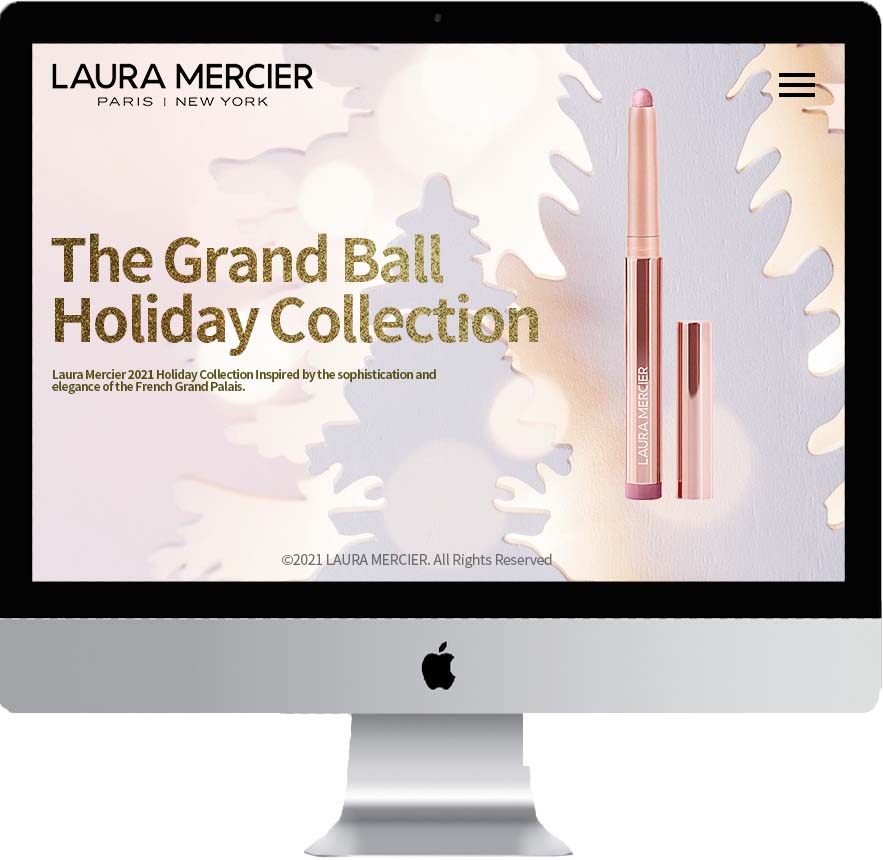 LAURA MERCIER
PARIS | NEW YORK
The Grand Ball
Holiday Collection
Laura Mercier 2021 Holiday Collection Inspired by the sophistication and
elegance of the French Grand Palais.
LAURA MERCIER
©2021 LAURA MERCIER. All Rights Reserved